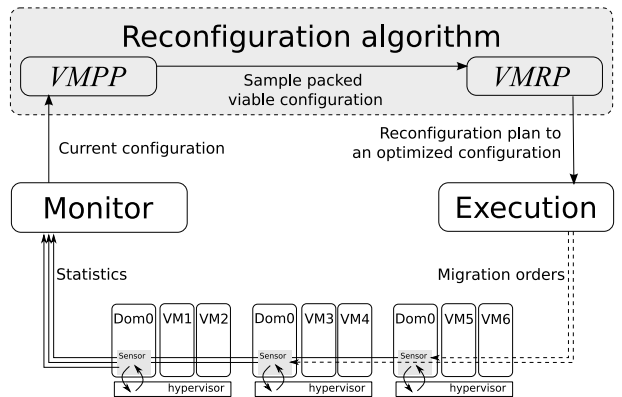 Reconfiguration algorithm
VMPP
VMRP
Sample packed
viable configuration
Current configuration
Reconfiguration plan to
an optimized configuration
Monitor
Execution
Statistics
Migration orders
Dom0 VM1 VM2 Dom0 VM3 VM4 Dom0 VM5 VM6
Sensor Sensor Sensor
hypervisor hypervisor hypervisor